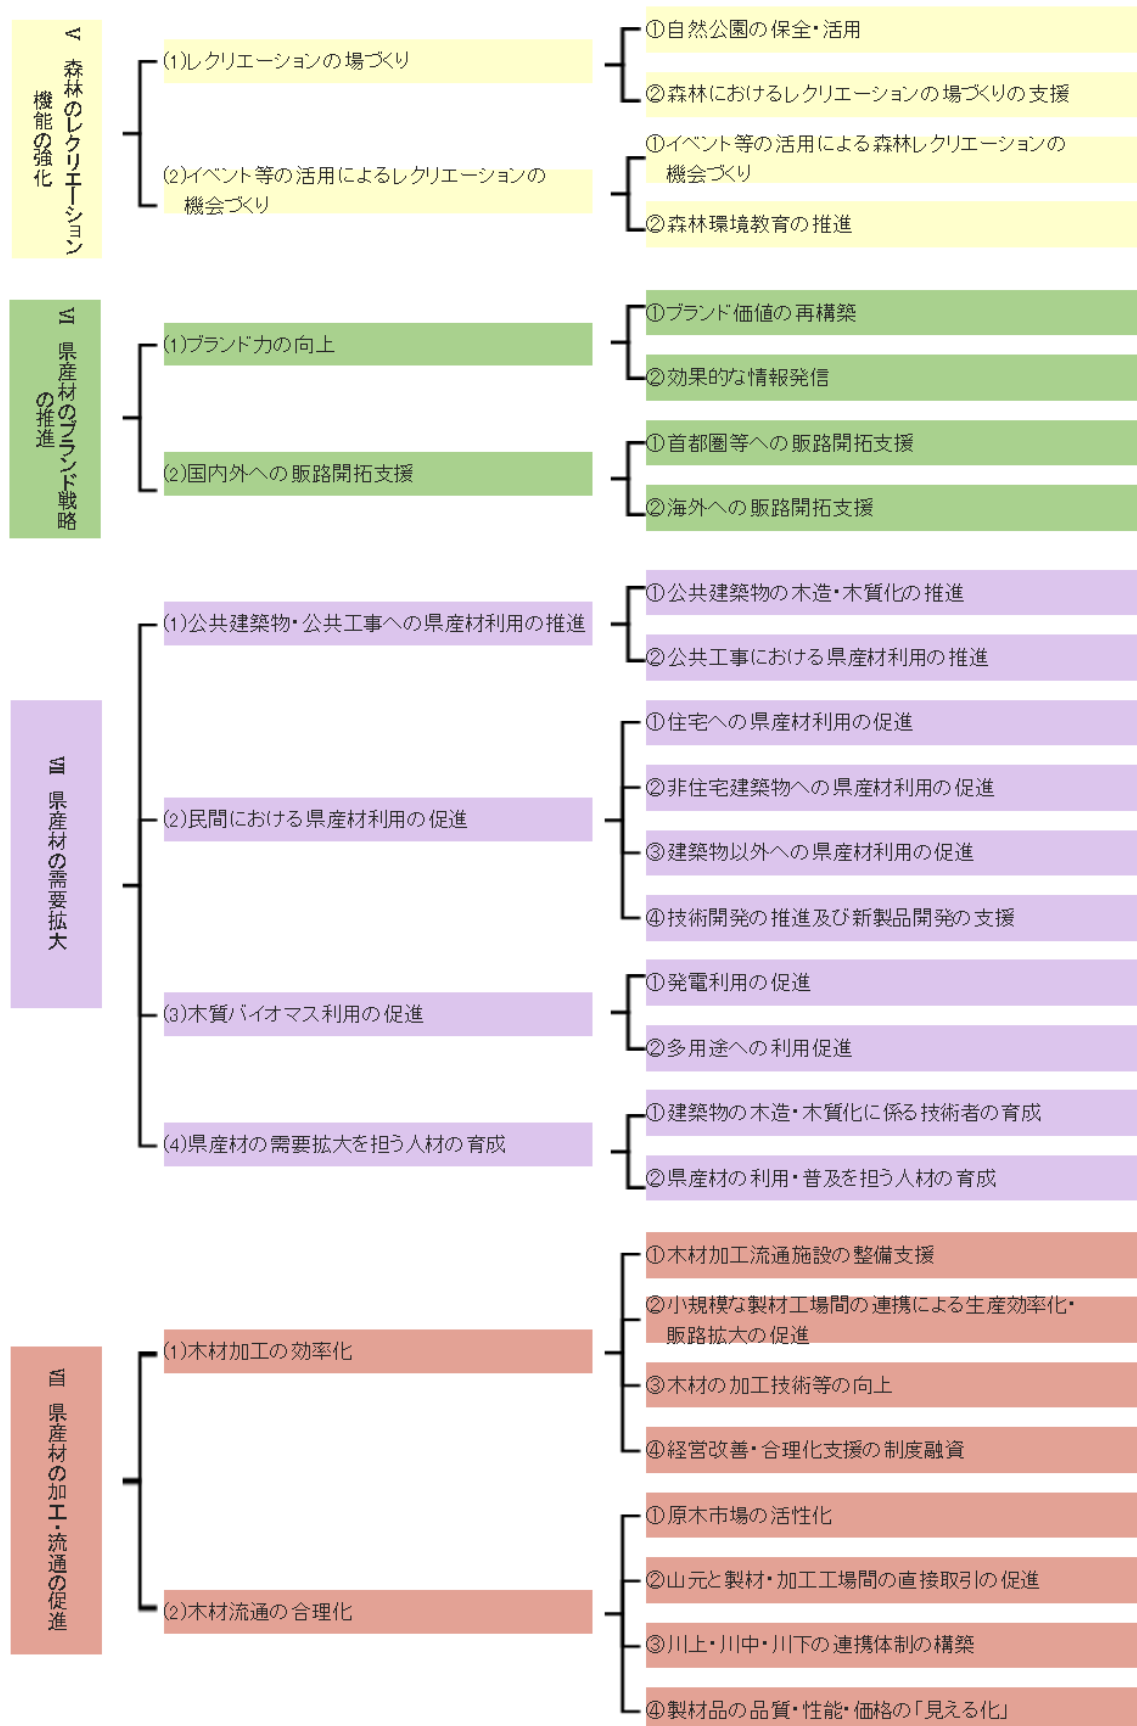 Ⅴ 森林のレクリエーション
機能の強化
(1)レクリエーションの場づくり
①自然公園の保全・活用
②森林におけるレクリエーションの場づくりの支援
(2)イベント等の活用によるレクリエーションの
機会づくり
①イベント等の活用による森林レクリエーションの
機会づくり
②森林環境教育の推進
Ⅵ 県産材のブランド戦略
の推進
(1)ブランド力の向上
①ブランド価値の再構築
②効果的な情報発信
(2)国内外への販路開拓支援
①首都圏等への販路開拓支援
②海外への販路開拓支援
Ⅶ 県産材の需要拡大
(1)公共建築物・公共工事への県産材利用の推進
①公共建築物の木造・木質化の推進
②公共工事における県産材利用の推進
(2)民間における県産材利用の促進
①住宅への県産材利用の促進
②非住宅建築物への県産材利用の促進
③建築物以外への県産材利用の促進
④技術開発の推進及び新製品開発の支援
(3)木質バイオマス利用の促進
①発電利用の促進
②多用途への利用促進
(4)県産材の需要拡大を担う人材の育成
①建築物の木造・木質化に係る技術者の育成
②県産材の利用・普及を担う人材の育成
Ⅷ 県産材の加工・流通の促進
(1)木材加工の効率化
①木材加工流通施設の整備支援
②小規模な製材工場間の連携による生産効率化・
販路拡大の促進
③木材の加工技術等の向上
④経営改善・合理化支援の制度融資
(2)木材流通の合理化
①原木市場の活性化
②山元と製材・加工工場間の直接取引の促進
③川上・川中・川下の連携体制の構築
④製材品の品質・性能・価格の「見える化」